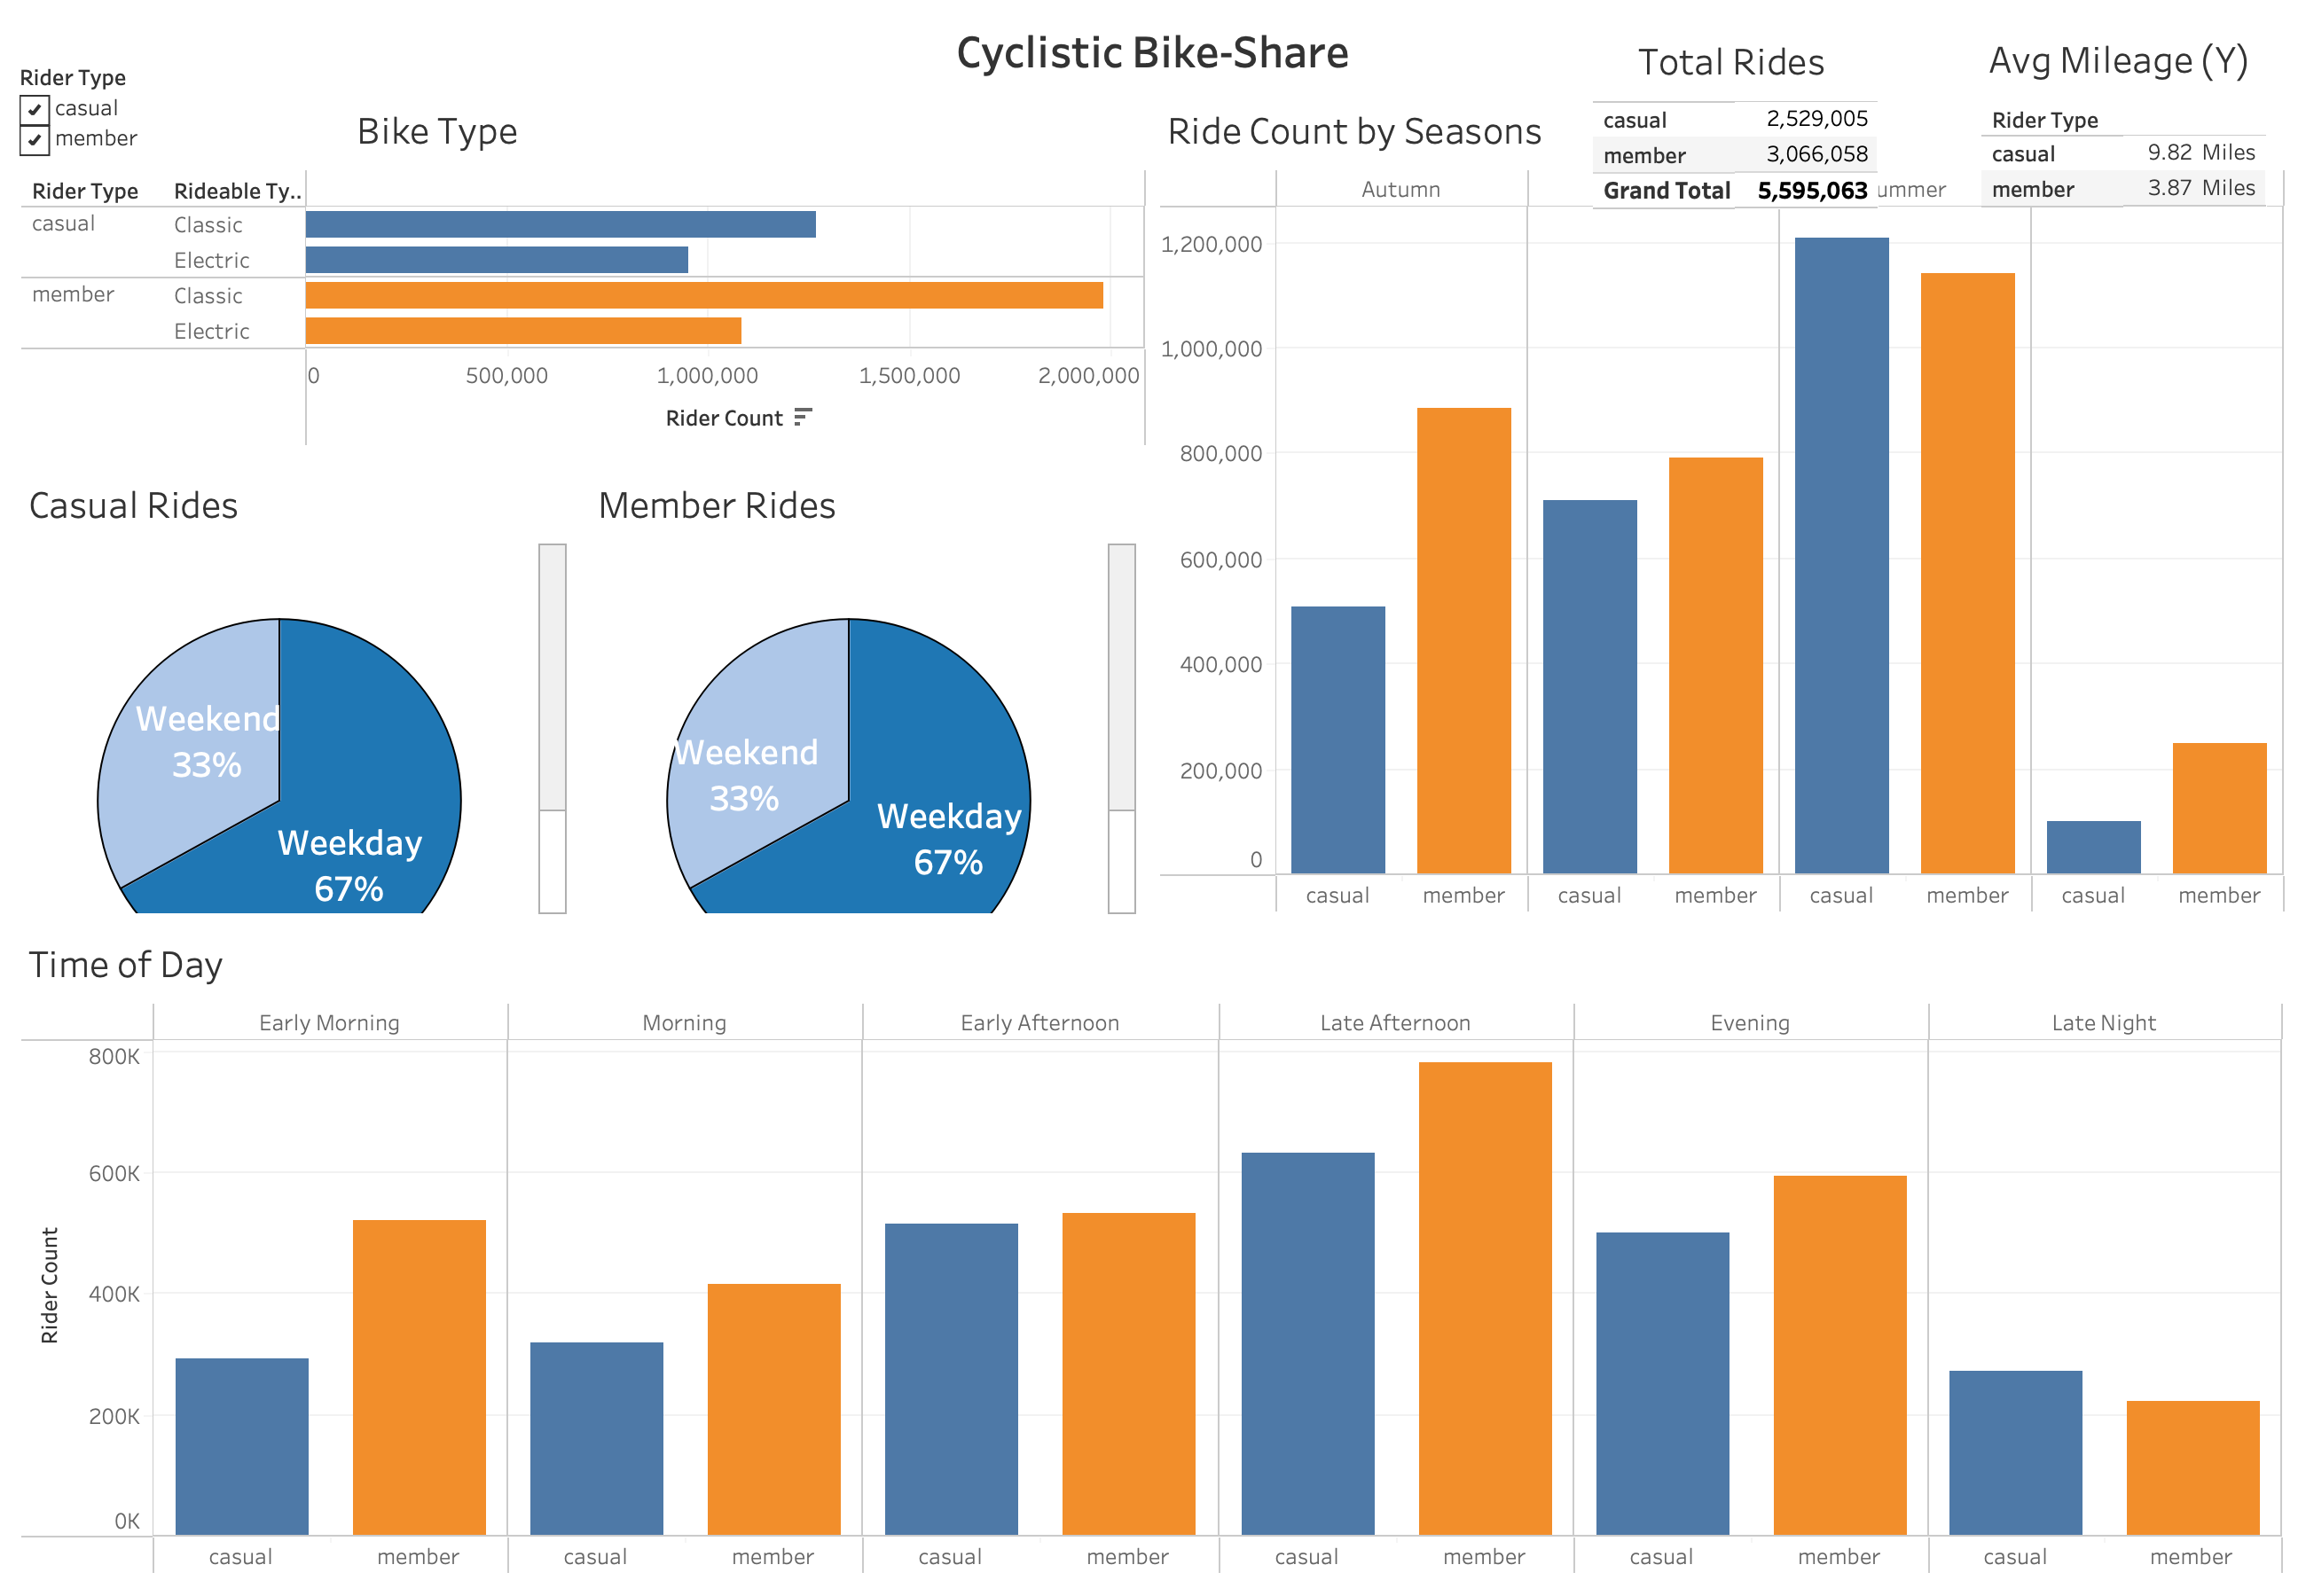 Cyclistic Bike-Share
Rider Type
casual
member
Bike Type
Rider Type Rideable Ty..
casual Classic
Electric
member Classic
Electric
0 500,000 1,000,000 1,500,000 2,000,000
Rider Count
Total Rides
casual 2,529,005
member 3,066,058
Grand Total 5,595,063
Avg Mileage (Y)
Rider Type
casual 9.82 Miles
member 3.87 Miles
Ride Count by Seasons
Autumn ummer
1,200,000
1,000,000
800,000
600,000
400,000
200,000
0
casual member casual member casual member casual member
Casual Rides
Weekend
33%
Weekday
67%
Member Rides
Weekend
33%
Weekday
67%
Time of Day
Early Morning Morning Early Afternoon Late Afternoon Evening Late Night
800K
600K
400K
200K
0K
Rider Count
casual member casual member casual member casual member casual member casual member